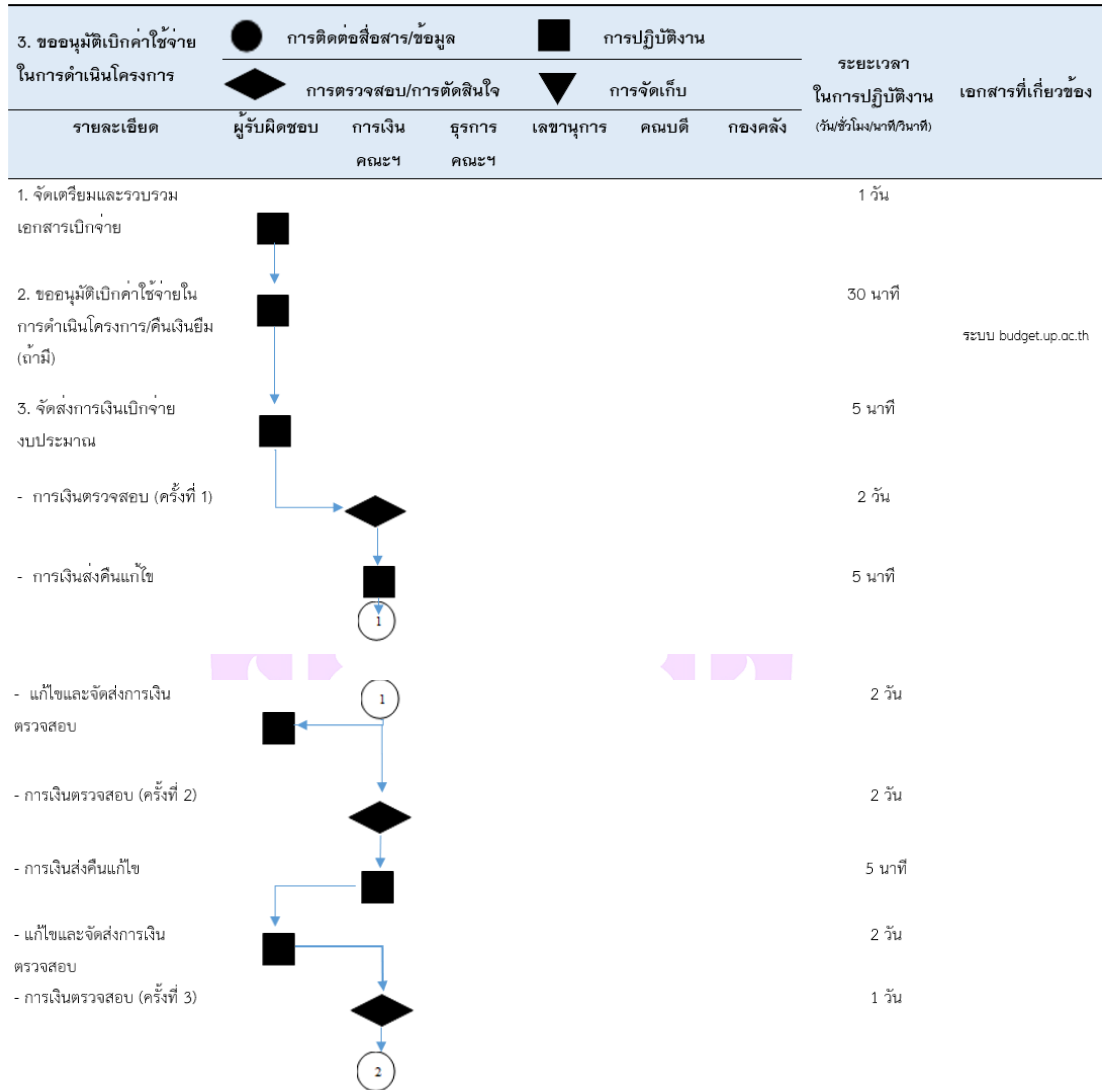 3. ขออนุมัติเบิกค่าใช้จ่าย
ในการดำเนินโครงการ
การติดต่อสื่อสาร/ข้อมูล
การปฏิบัติงาน
การตรวจสอบ/การตัดสินใจ
การจัดเก็บ
ระยะเวลา
ในการปฏิบัติงาน
(วัน/ชั่วโมง/นาที/วินาที)
เอกสารที่เกี่ยวข้อง
รายละเอียด
ผู้รับผิดชอบ
การเงิน
คณะฯ
ธุรการ
คณะฯ
เลขานุการ
คณบดี
กองคลัง
1. จัดเตรียมและรวบรวม
เอกสารเบิกจ่าย
1 วัน
2. ขออนุมัติเบิกค่าใช้จ่ายใน
การดำเนินโครงการ/คืนเงินยืม
(ถ้ามี)
30 นาที
ระบบ budget.up.ac.th
3. จัดส่งการเงินเบิกจ่าย
งบประมาณ
5 นาที
- การเงินตรวจสอบ (ครั้งที่ 1)
2 วัน
- การเงินส่งคืนแก้ไข
5 นาที
1
- แก้ไขและจัดส่งการเงิน
ตรวจสอบ
1
2 วัน
- การเงินตรวจสอบ (ครั้งที่ 2)
2 วัน
- การเงินส่งคืนแก้ไข
5 นาที
- แก้ไขและจัดส่งการเงิน
ตรวจสอบ
2 วัน
- การเงินตรวจสอบ (ครั้งที่ 3)
1 วัน
2